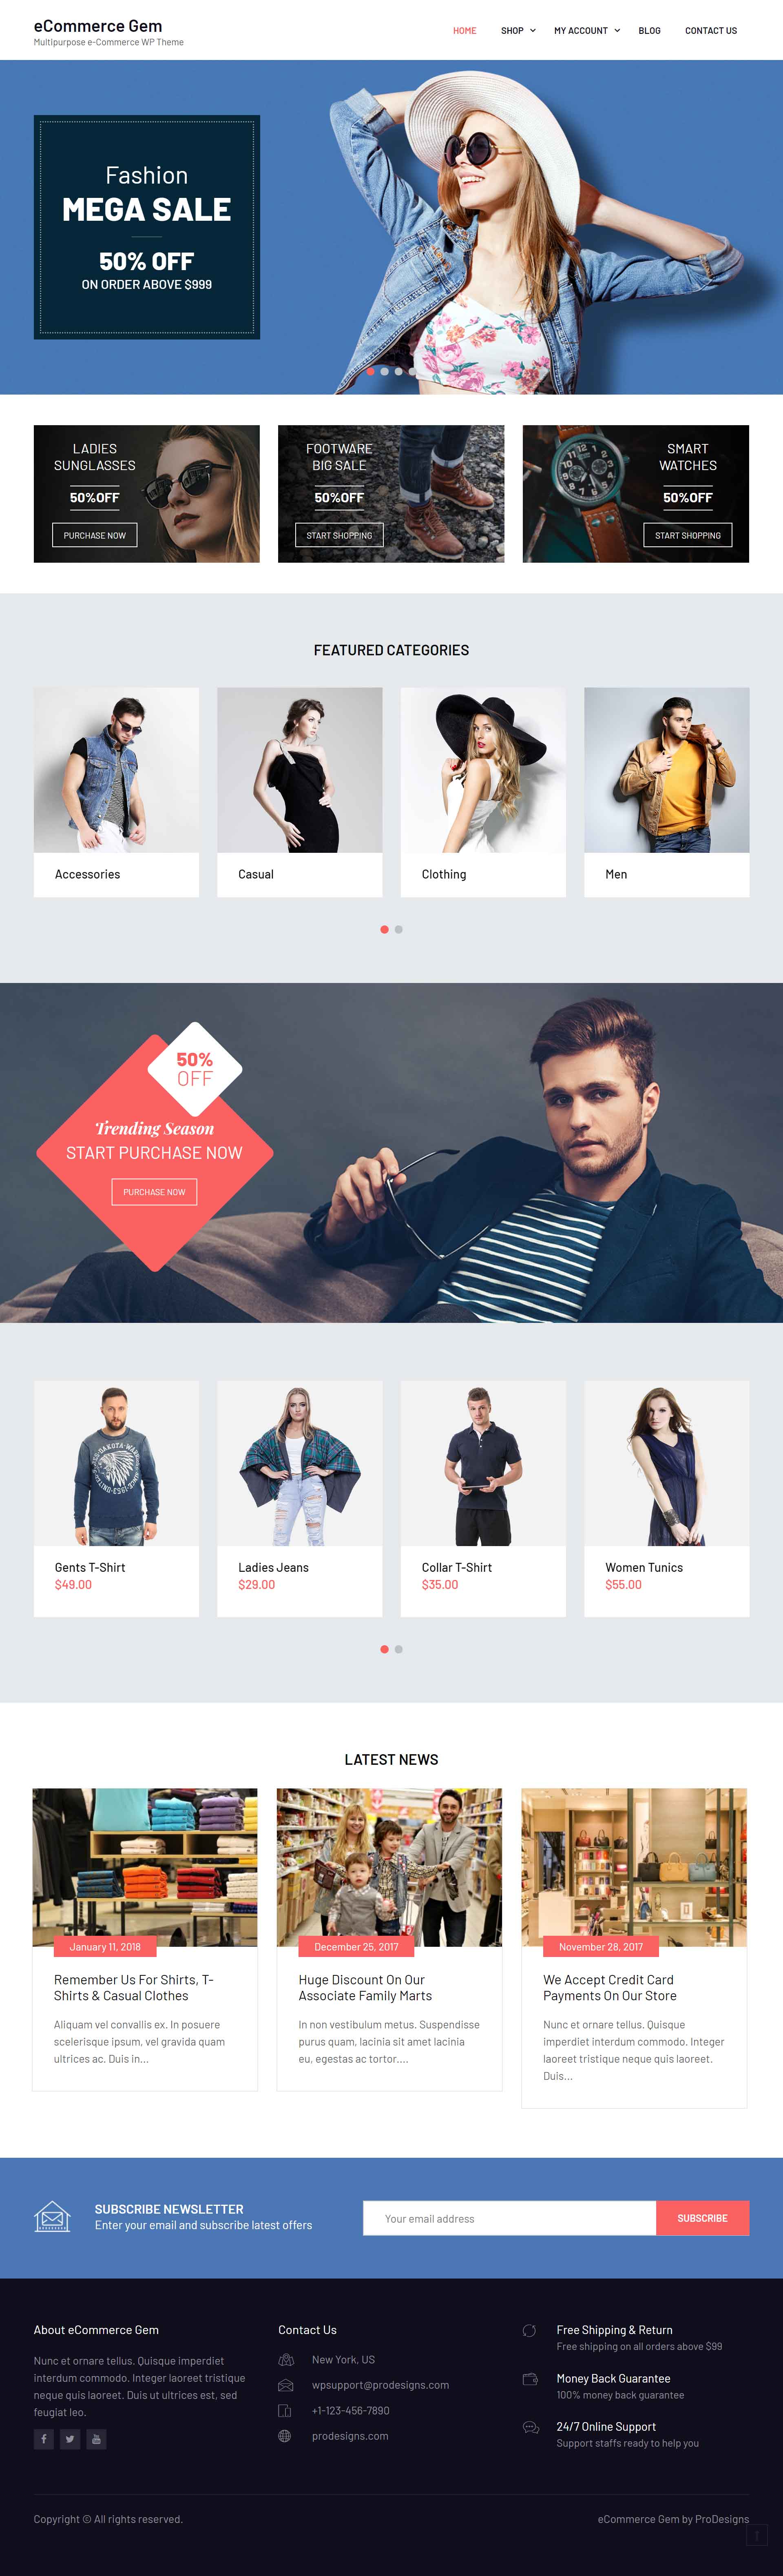 eCommerce Gem
Multipurpose e-Commerce WP Theme
HOME SHOP MY ACCOUNT BLOG CONTACT US
Fashion
MEGA SALE
50% OFF
ON ORDER ABOVE $999
LADIES
SUNGLASSES
50%OFF
PURCHASE NOW
FOOTWARE
BIG SALE
50%OFF
START SHOPPING
SMART
WATCHES
50%OFF
START SHOPPING
FEATURED CATEGORIES
Accessories
Casual
Clothing
Men
50%
OFF
Trending Season
START PURCHASE NOW
PURCHASE NOW
Gents T-Shirt
$49.00
Ladies Jeans
$29.00
Collar T-Shirt
$35.00
Women Tunics
$55.00
LATEST NEWS
January 11, 2018
Remember Us For Shirts, T-
Shirts & Casual Clothes
Aliquam vel convallis ex. In posuere
scelerisque ipsum, vel gravida quam
ultrices ac. Duis in...
December 25, 2017
Huge Discount On Our
Associate Family Marts
In non vestibulum metus. Suspendisse
purus quam, lacinia sit amet lacinia
eu, egestas ac tortor....
November 28, 2017
We Accept Credit Card
Payments On Our Store
Nunc et ornare tellus. Quisque
imperdiet interdum commodo. Integer
laoreet tristique neque quis laoreet.
Duis...
SUBSCRIBE NEWSLETTER
Enter your email and subscribe latest offers
Your email address
SUBSCRIBE
About eCommerce Gem
Nunc et ornare tellus. Quisque imperdiet
interdum commodo. Integer laoreet tristique
neque quis laoreet. Duis ut ultrices est, sed
feugiat leo.
Contact Us
New York, US
wpsupport@prodesigns.com
+1-123-456-7890
prodesigns.com
Free Shipping & Return
Free shipping on all orders above $99
Money Back Guarantee
100% money back guarantee
24/7 Online Support
Support staffs ready to help you
Copyright © All rights reserved.
eCommerce Gem by ProDesigns